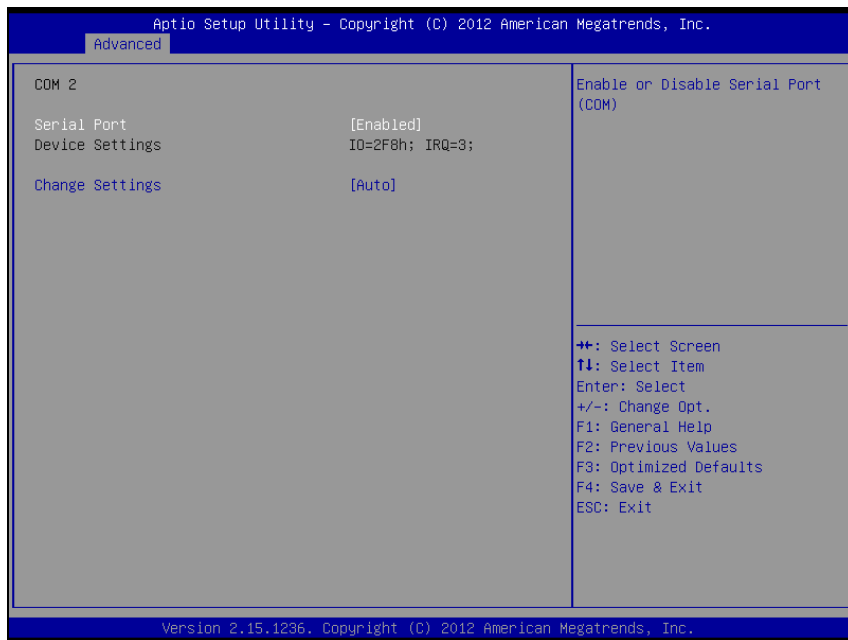 Aptio Setup Utility – Copyright (C) 2012 American Megatrends, Inc.
Advanced
COM 2
Serial Port [Enabled]
Device Settings IO=2F8h; IRQ=3;
Change Settings [Auto]
Enable or Disable Serial Port
(COM)
→←: Select Screen
↑↓: Select Item
Enter: Select
+/-: Change Opt.
F1: General Help
F2: Previous Values
F3: Optimized Defaults
F4: Save & Exit
ESC: Exit
Version 2.15.1236. Copyright (C) 2012 American Megatrends, Inc.